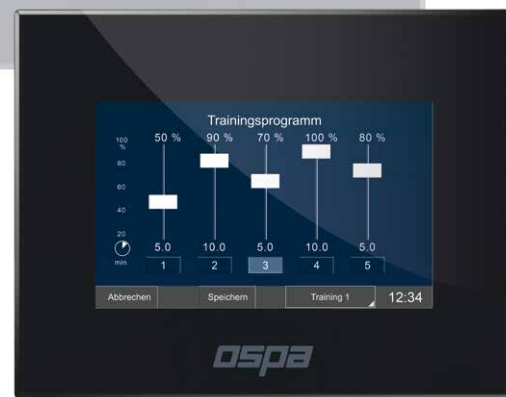 Trainingsprogramm
50 % 90 % 70 % 100 % 80 %
100
%
80
60
40
20
5.0 10.0 5.0 10.0 5.0
min 1 2 3 4 5
Abbrechen Speichern Training 1 12:34
ospa